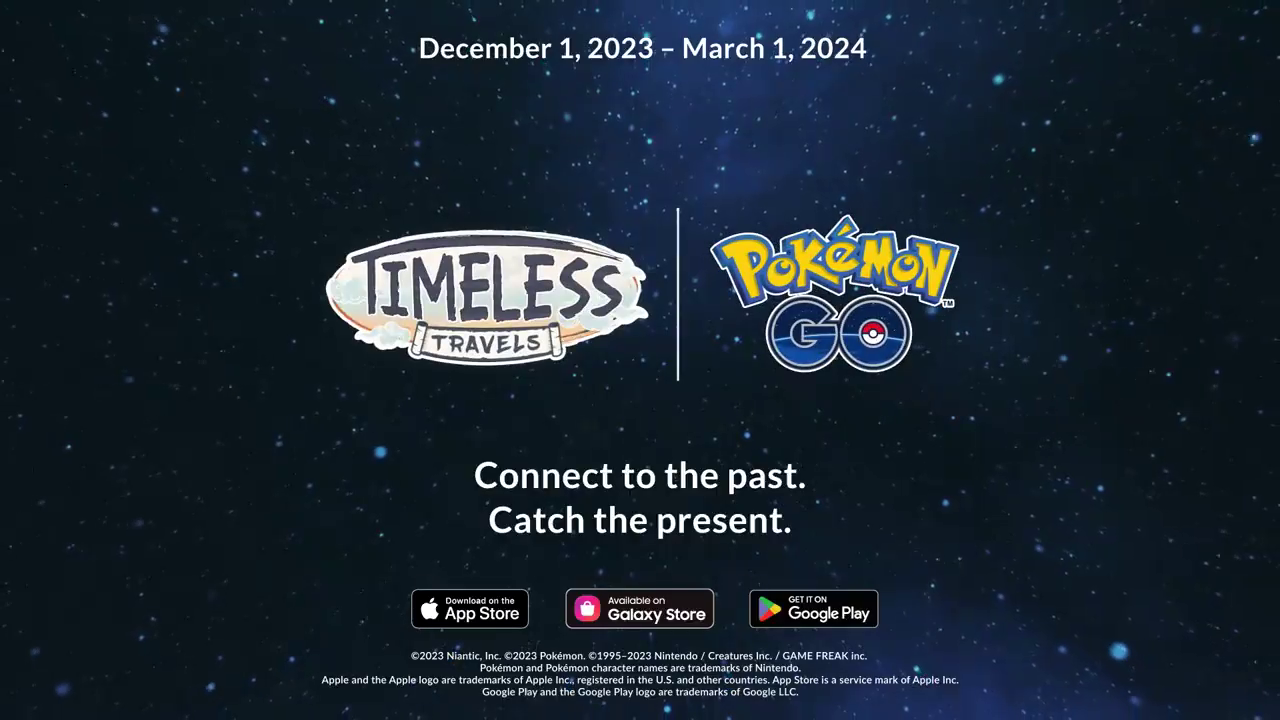 December 1, 2023 – March 1, 2024
TIMELESS
TRAVELS
POKéMON
TM
GO
Connect to the past.
Catch the present.
Download on the
App Store
Available on
Galaxy Store
GET IT ON
Google Play
©2023 Niantic, Inc. ©2023 Pokémon. ©1995–2023 Nintendo / Creatures Inc. / GAME FREAK inc.
Pokémon and Pokémon character names are trademarks of Nintendo.
Apple and the Apple logo are trademarks of Apple Inc., registered in the U.S. and other countries. App Store is a service mark of Apple Inc.
Google Play and the Google Play logo are trademarks of Google LLC.